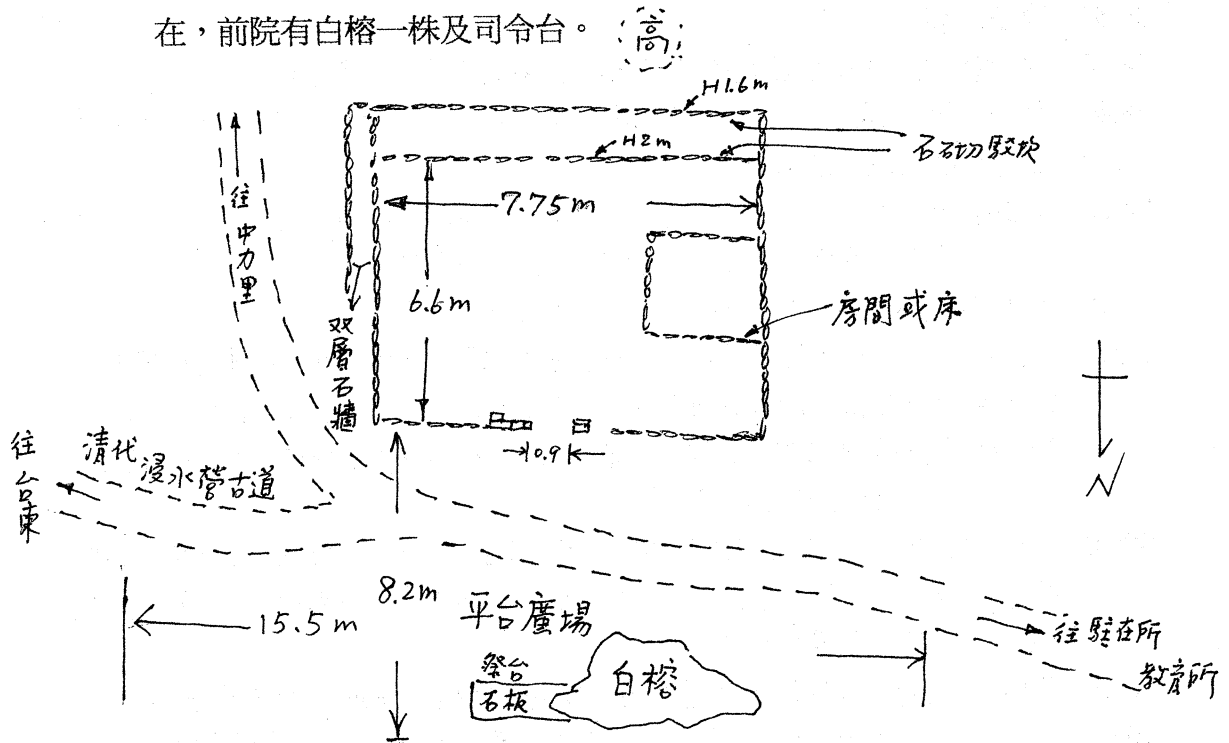 在，前院有白榕一株及司令台。
高
H1.6m
H2m
石切駁坎
7.75m
往中力里
6.6m
房間或床
双層石牆
0.9
往台東
清代浸水營古道
N
8.2m
15.5m
平台廣場
往駐在所
教育所
祭台
石板
白榕